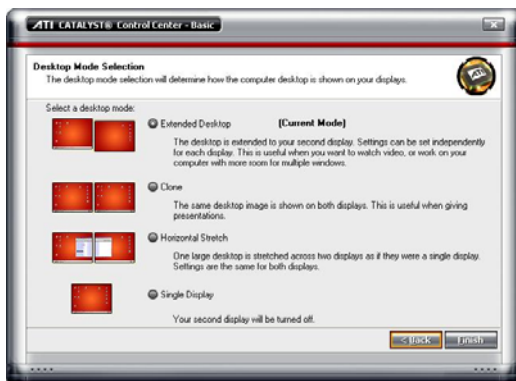 ATI CATALYST® Control Center - Basic
Desktop Mode Selection
The desktop mode selection will determine how the computer desktop is shown on your displays.
ATI
Select a desktop mode:
Extended Desktop [Current Mode]
The desktop is extended to your second display. Settings can be set independently
for each display. This is useful when you want to watch video, or work on your
computer with more room for multiple windows.
Clone
The same desktop image is shown on both displays. This is useful when giving
presentations.
Horizontal Stretch
One large desktop is stretched across two displays as if they were a single display.
Settings are the same for both displays.
Single Display
Your second display will be turned off.
< Back Finish